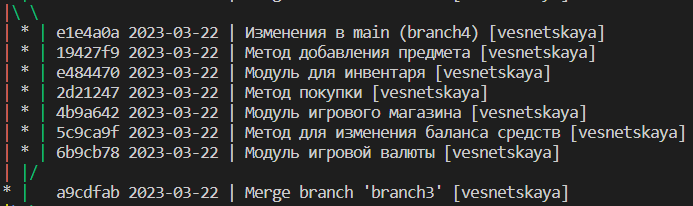 |\ \
| * | e1e4a0a 2023-03-22 | Изменения в main (branch4) [vesnetskaya]
| * | 19427f9 2023-03-22 | Метод добавления предмета [vesnetskaya]
| * | e484470 2023-03-22 | Модуль для инвентаря [vesnetskaya]
| * | 2d21247 2023-03-22 | Метод покупки [vesnetskaya]
| * | 4b9a642 2023-03-22 | Модуль игрового магазина [vesnetskaya]
| * | 5c9ca9f 2023-03-22 | Метод для изменения баланса средств [vesnetskaya]
| * | 6b9cb78 2023-03-22 | Модуль игровой валюты [vesnetskaya]
| |/
* | a9cdfab 2023-03-22 | Merge branch 'branch3' [vesnetskaya]